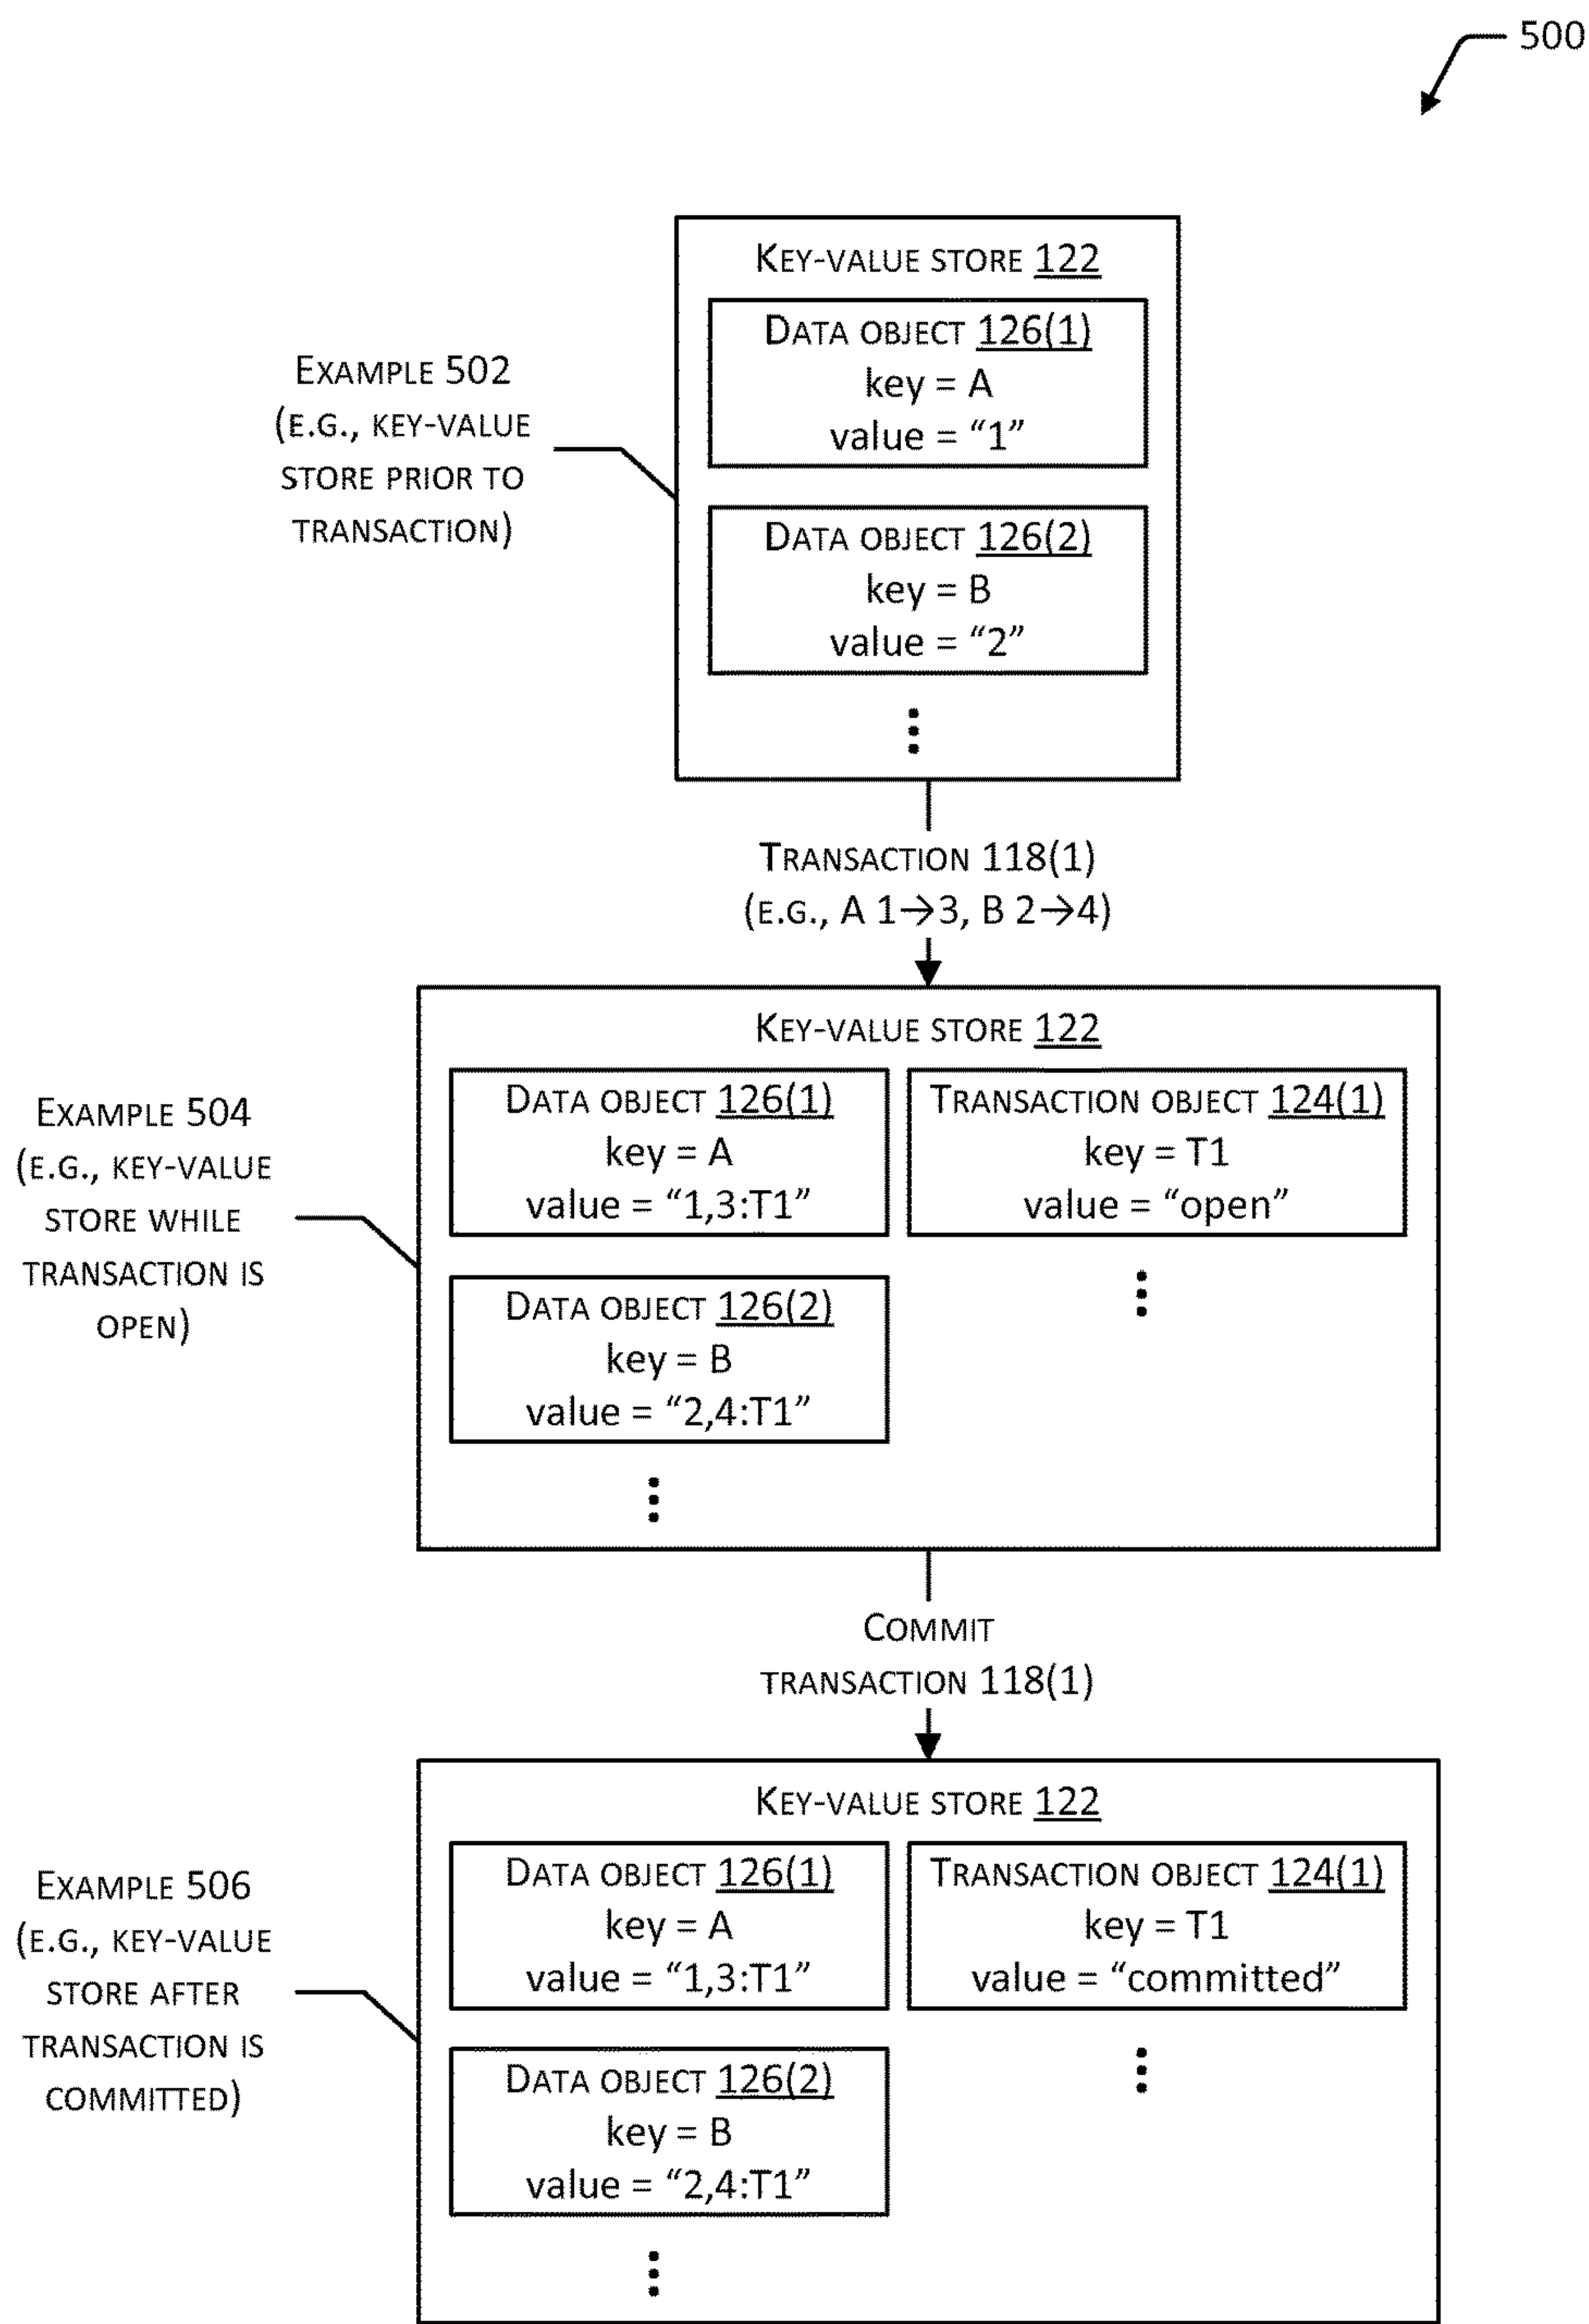 500
KEY-VALUE STORE 122
DATA OBJECT 126(1)
key = A
value = “1”
EXAMPLE 502
(E.G., KEY-VALUE
STORE PRIOR TO
TRANSACTION)
DATA OBJECT 126(2)
key = B
value = “2”
TRANSACTION 118(1)
(E.G., A 1→3, B 2→4)
KEY-VALUE STORE 122
DATA OBJECT 126(1)
key = A
value = “1,3:T1”
TRANSACTION OBJECT 124(1)
key = T1
value = “open”
EXAMPLE 504
(E.G., KEY-VALUE
STORE WHILE
TRANSACTION IS
OPEN)
DATA OBJECT 126(2)
key = B
value = “2,4:T1”
COMMIT
TRANSACTION 118(1)
KEY-VALUE STORE 122
DATA OBJECT 126(1)
key = A
value = “1,3:T1”
TRANSACTION OBJECT 124(1)
key = T1
value = “committed”
EXAMPLE 506
(E.G., KEY-VALUE
STORE AFTER
TRANSACTION IS
COMMITTED)
DATA OBJECT 126(2)
key = B
value = “2,4:T1”